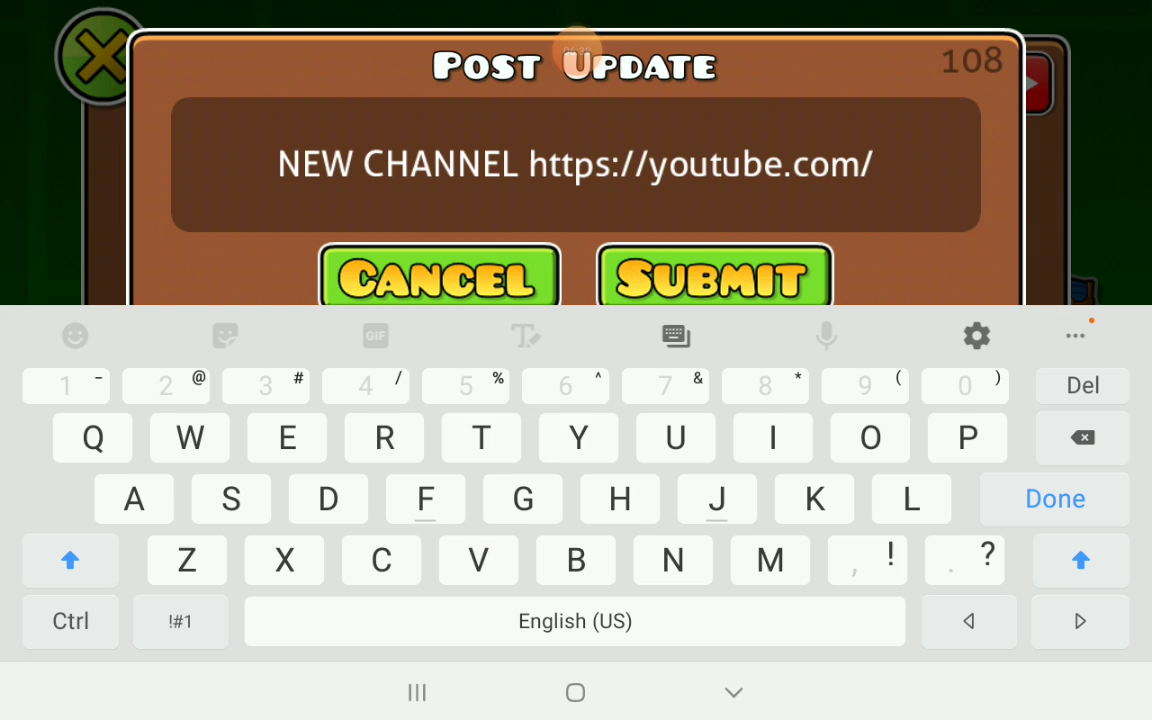 POST UPDATE
108
NEW CHANNEL https://youtube.com/
CANCEL SUBMIT
GIF T
1 - 2 @ 3 # 4 / 5 % 6 ^ 7 & 8 * 9 ( 0 ) Del
Q W E R T Y U I O P
A S D F G H J K L Done
Z X C V B N M , ! . ?
Ctrl !#1 English (US)